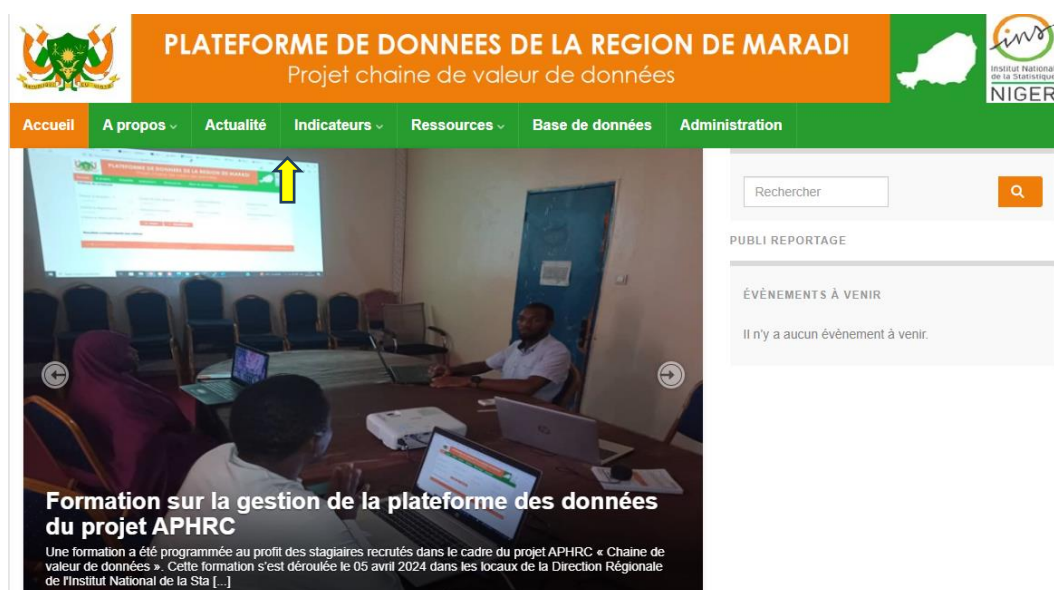 PLATEFORME DE DONNEES DE LA REGION DE MARADI
Projet chaine de valeur de données
Institut National
de la Statistique
NIGER
Accueil A propos Actualité Indicateurs Ressources Base de données Administration
PLATEFORME DE DONNEES DE LA REGION DE MARADI
Rechercher
PUBLI REPORTAGE
ÉVÈNEMENTS À VENIR
Il n'y a aucun évènement à venir.
Formation sur la gestion de la plateforme des données
du projet APHRC
Une formation a été programmée au profit des stagiaires recrutés dans le cadre du projet APHRC « Chaine de
valeur de données ». Cette formation s'est déroulée le 05 avril 2024 dans les locaux de la Direction Régionale
de l'Institut National de la Sta [...]